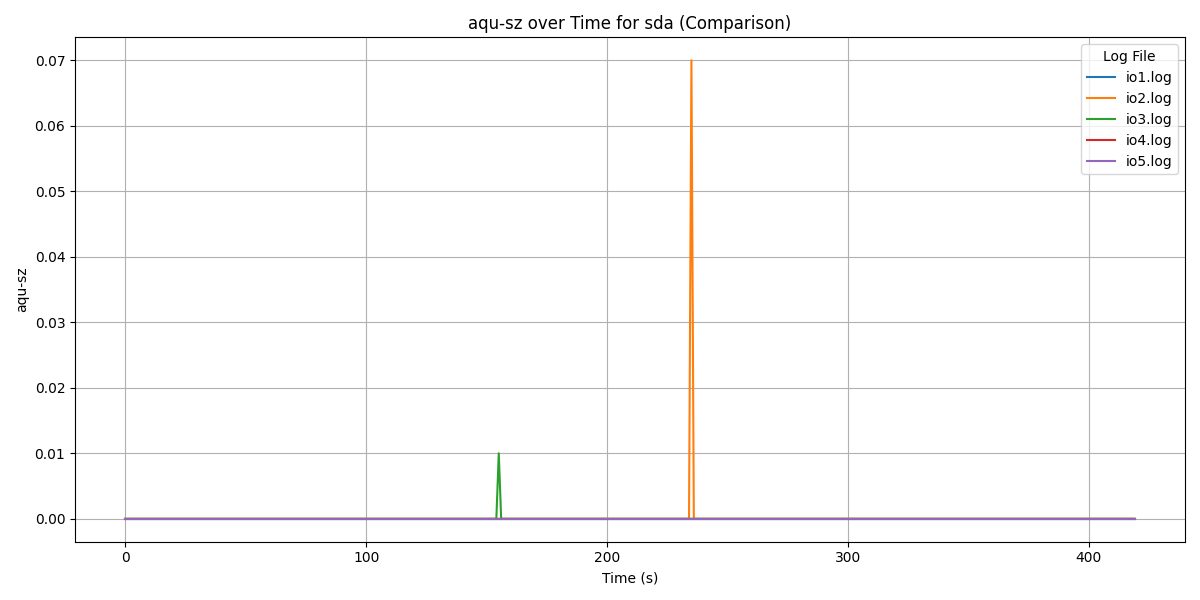 aqu-sz over Time for sda (Comparison)
Log File
io1.log
io2.log
io3.log
io4.log
io5.log
aqu-sz
0.07
0.06
0.05
0.04
0.03
0.02
0.01
0.00
0 100 200 300 400
Time (s)